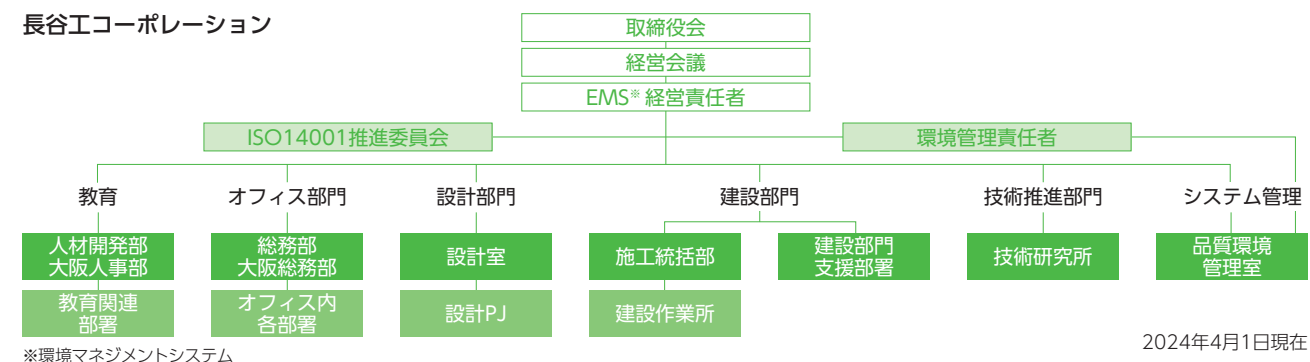 長谷工コーポレーション
取締役会
経営会議
EMS※ 経営責任者
ISO14001推進委員会
環境管理責任者
教育
オフィス部門
設計部門
建設部門
技術推進部門
システム管理
人材開発部
大阪人事部
総務部
大阪総務部
設計室
施工統括部
建設部門
支援部署
技術研究所
品質環境
管理室
教育関連
部署
オフィス内
各部署
設計PJ
建設作業所
※環境マネジメントシステム
2024年4月1日現在